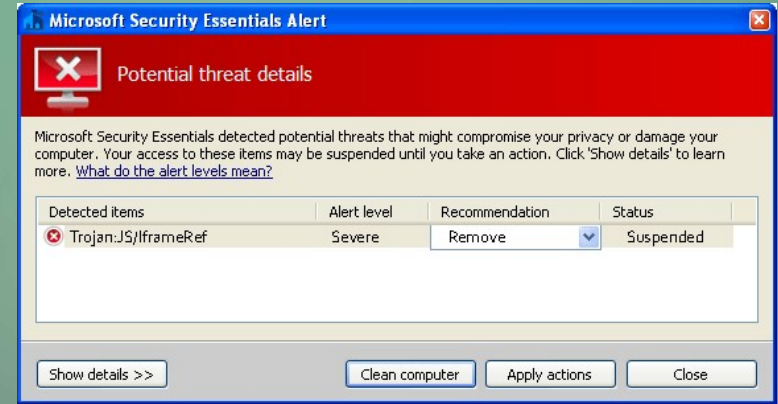 Microsoft Security Essentials Alert
Potential threat details
Microsoft Security Essentials detected potential threats that might compromise your privacy or damage your
computer. Your access to these items may be suspended until you take an action. Click 'Show details' to learn
more. What do the alert levels mean?
Detected items Alert level Recommendation Status
Trojan:JS/IframeRef Severe Remove Suspended
Show details >> Clean computer Apply actions Close